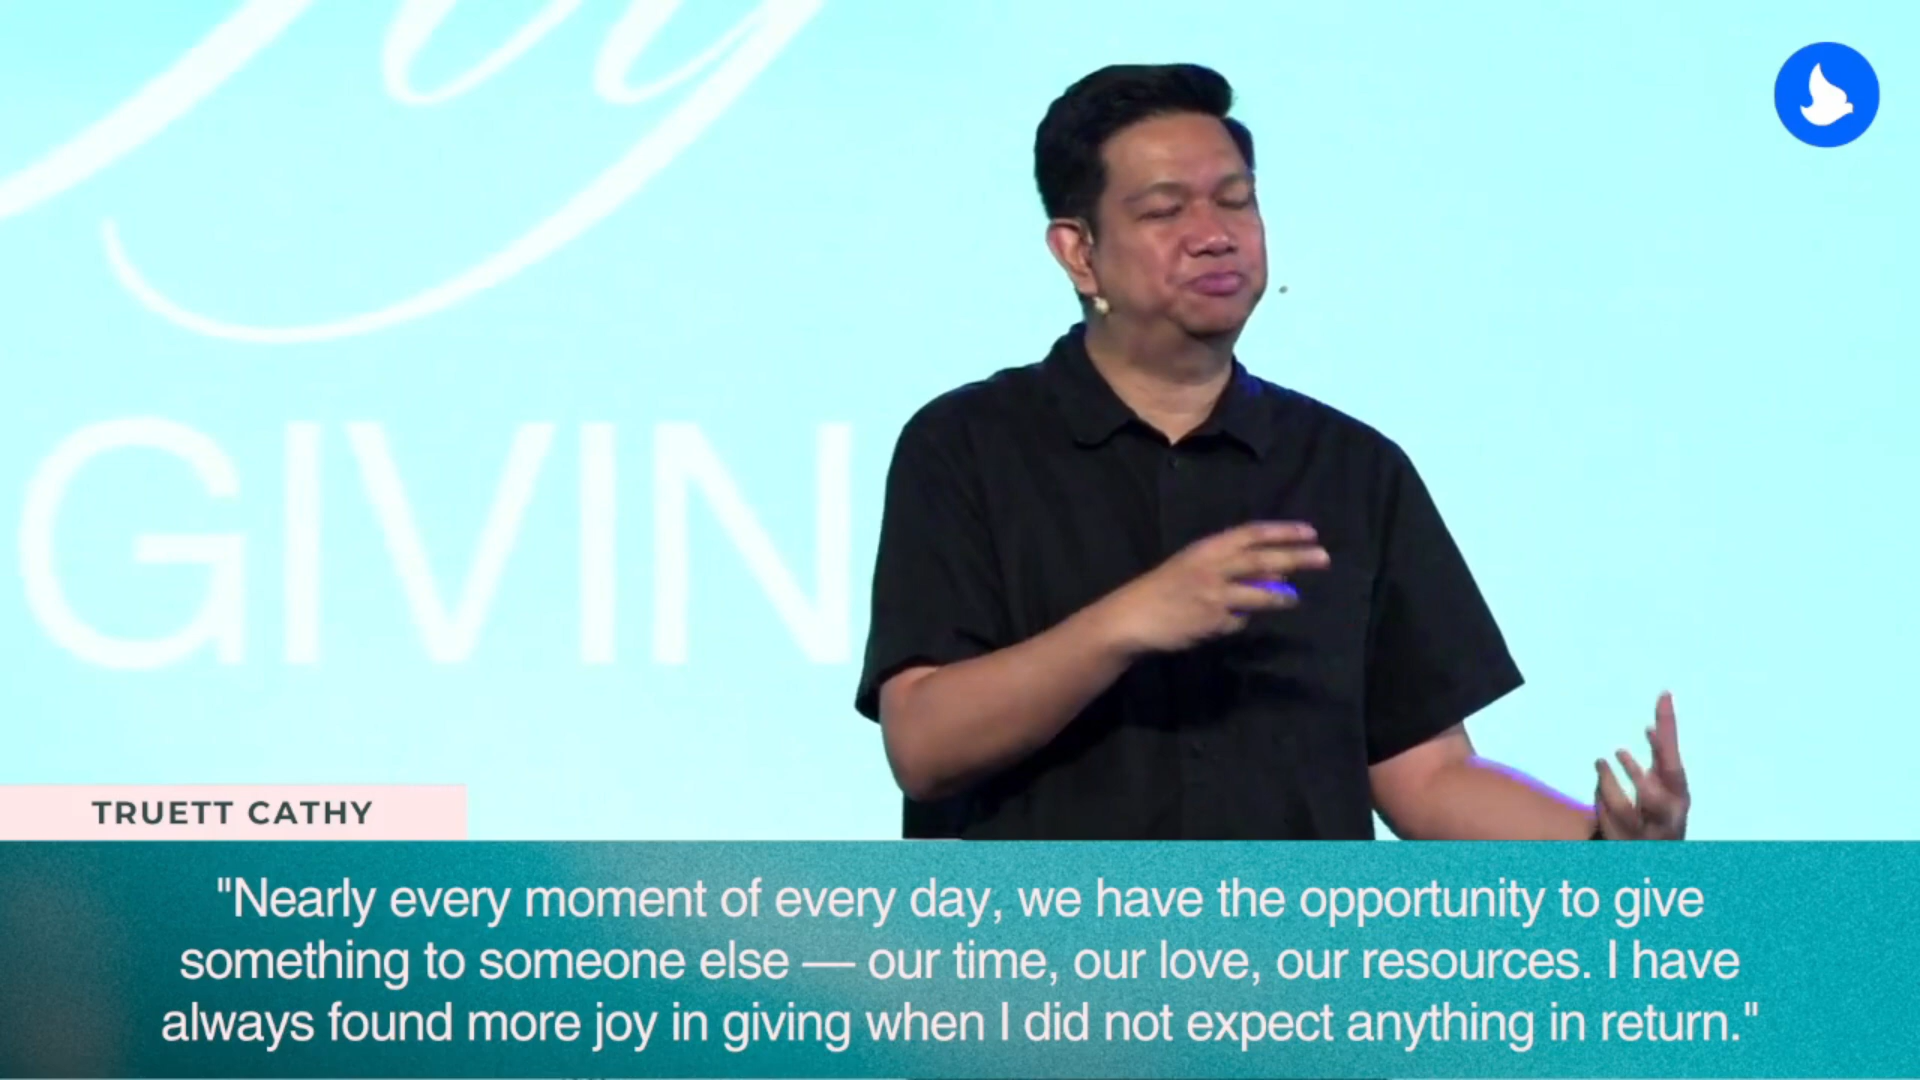 Joy
GIVIN
TRUETT CATHY
"Nearly every moment of every day, we have the opportunity to give
something to someone else — our time, our love, our resources. I have
always found more joy in giving when I did not expect anything in return."